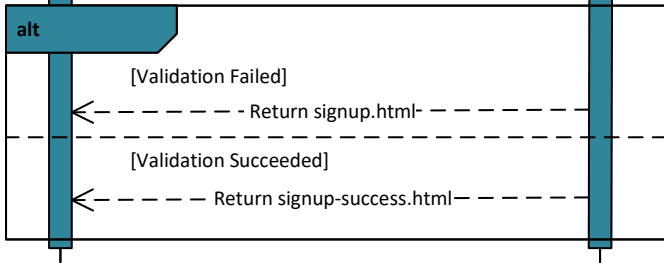 alt
[Validation Failed]
Return signup.html
[Validation Succeeded]
Return signup-success.html